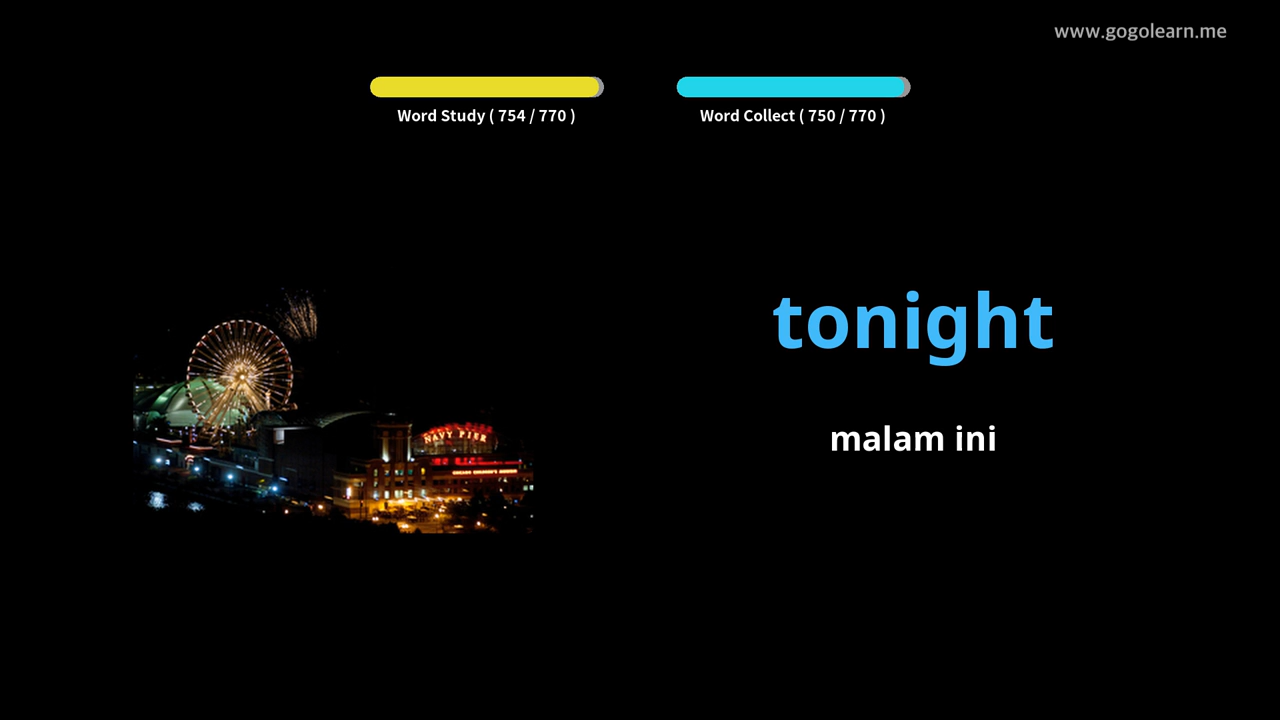 www.gogolearn.me
Word Study ( 754 / 770 )
Word Collect ( 750 / 770 )
tonight
malam ini
NAVY PIER